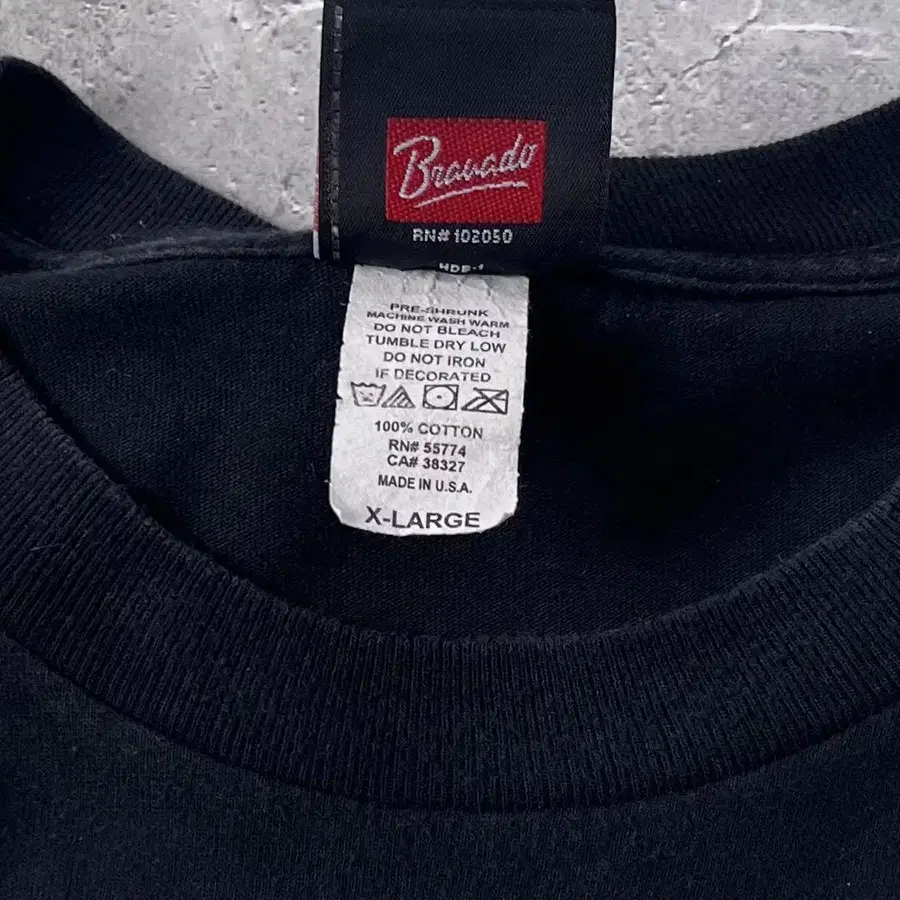 Bravado
RN# 102050
PRE-SHRUNK
MACHINE WASH WARM
DO NOT BLEACH
TUMBLE DRY LOW
DO NOT IRON
IF DECORATED
100% COTTON
RN# 55774
CA# 38327
MADE IN U.S.A.
X-LARGE